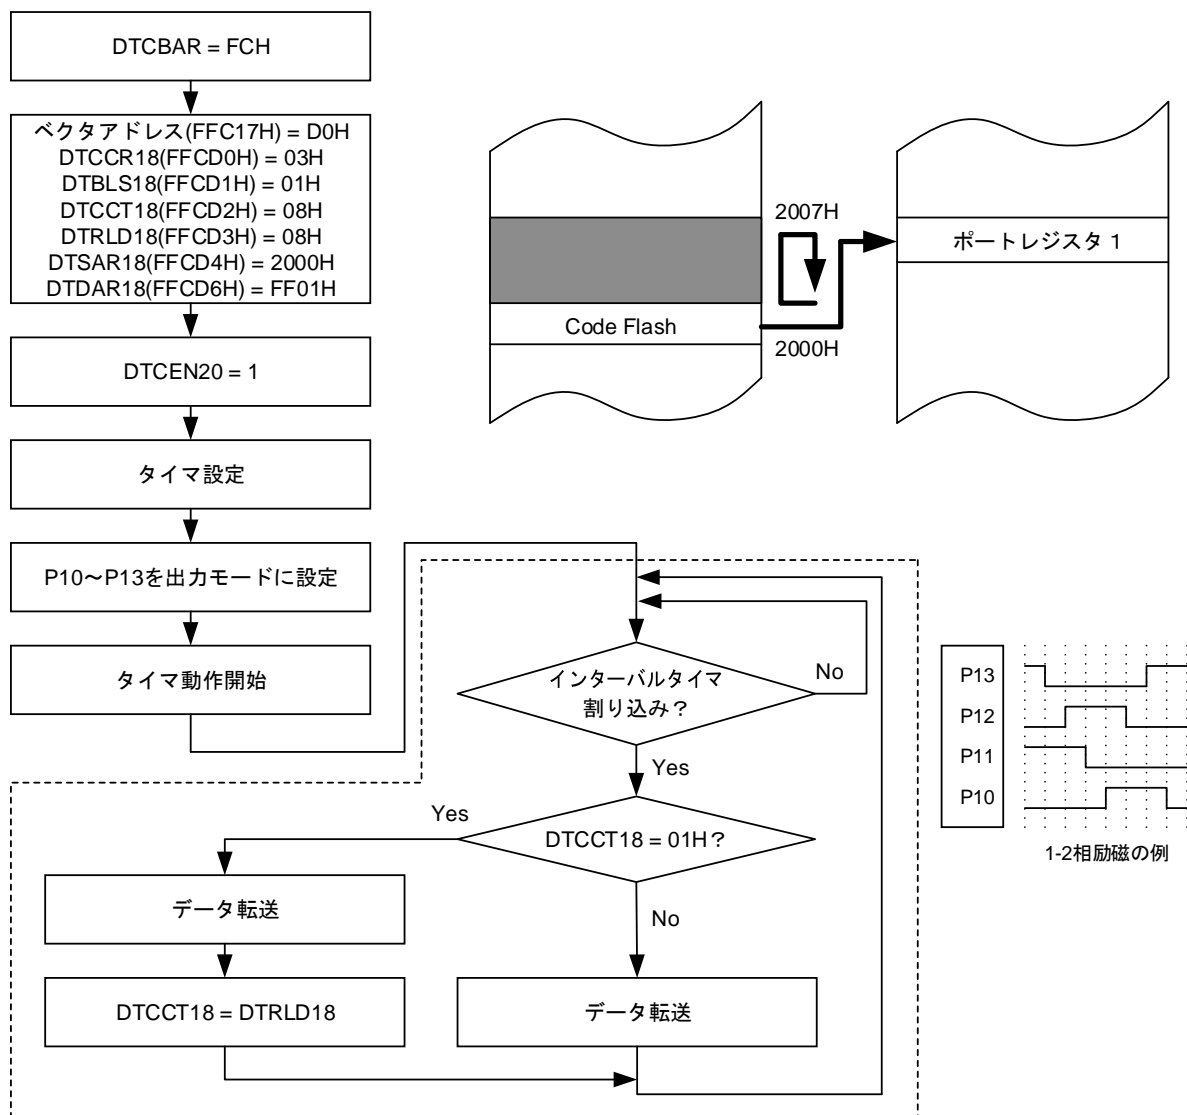 DTCBAR = FCH
ベクタアドレス(FFC17H) = D0H
DTCCR18(FFCD0H) = 03H
DTBLS18(FFCD1H) = 01H
DTCCT18(FFCD2H) = 08H
DTRLD18(FFCD3H) = 08H
DTSAR18(FFCD4H) = 2000H
DTDAR18(FFCD6H) = FF01H
DTCEN20 = 1
タイマ設定
P10～P13を出力モードに設定
タイマ動作開始
2007H
ポートレジスタ 1
Code Flash
2000H
インターバルタイマ
割り込み？
No
Yes
DTCCT18 = 01H？
Yes
No
データ転送
DTCCT18 = DTRLD18
データ転送
P13
P12
P11
P10
1-2相励磁の例